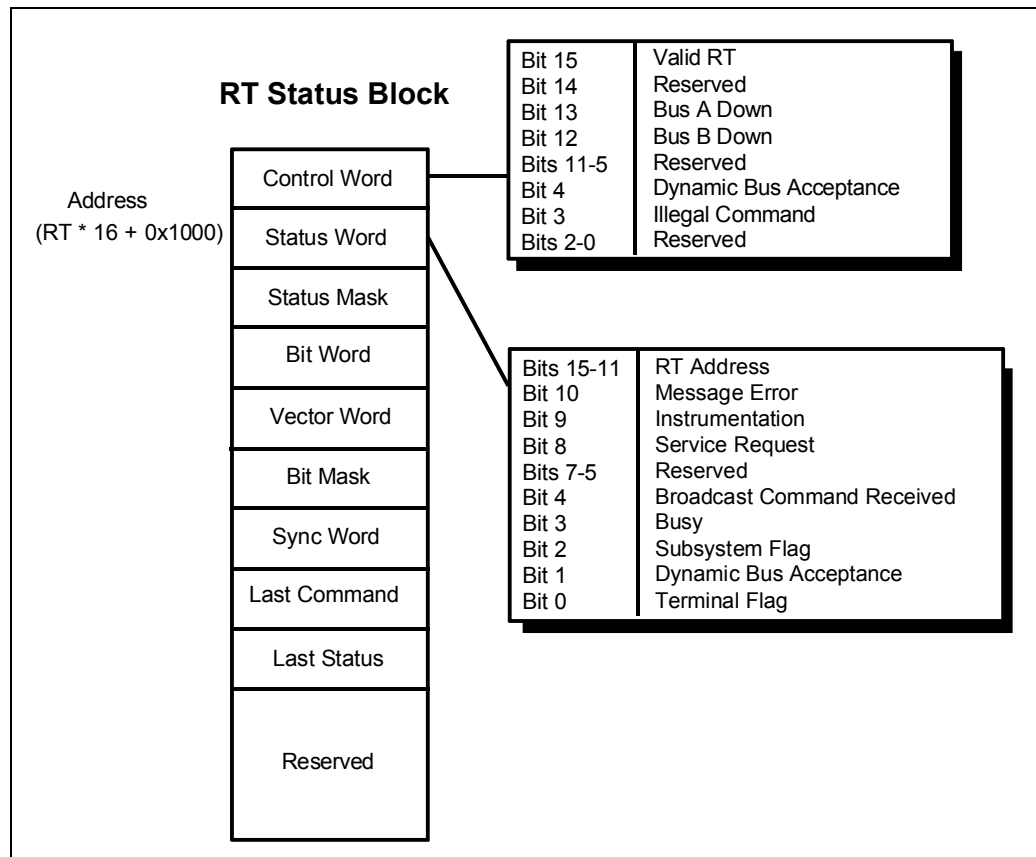 RT Status Block
Address
(RT * 16 + 0x1000)
Control Word
Status Word
Status Mask
Bit Word
Vector Word
Bit Mask
Sync Word
Last Command
Last Status
Reserved
Bit 15 Valid RT
Bit 14 Reserved
Bit 13 Bus A Down
Bit 12 Bus B Down
Bits 11-5 Reserved
Bit 4 Dynamic Bus Acceptance
Bit 3 Illegal Command
Bits 2-0 Reserved
Bits 15-11 RT Address
Bit 10 Message Error
Bit 9 Instrumentation
Bit 8 Service Request
Bits 7-5 Reserved
Bit 4 Broadcast Command Received
Bit 3 Busy
Bit 2 Subsystem Flag
Bit 1 Dynamic Bus Acceptance
Bit 0 Terminal Flag